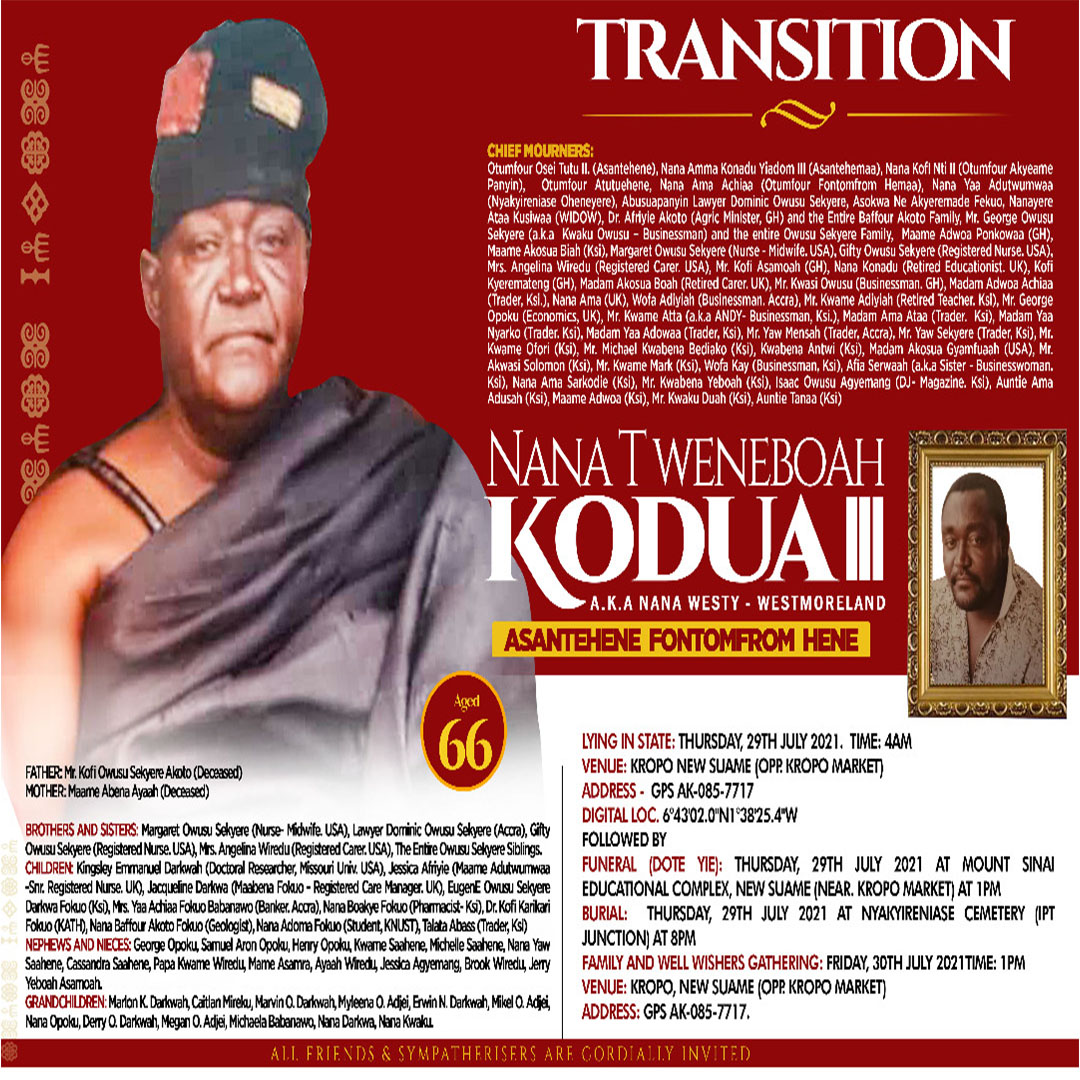 TRANSITION
CHIEF MOURNERS:
Otumfour Osei Tutu II. (Asantehene), Nana Amma Konadu Yiadom III (Asantehemaa), Nana Kofi Nti II (Otumfour Akyeame
Panyin), Otumfour Atutuehene, Nana Ama Achiaa (Otumfour Fontomfrom Hemaa), Nana Yaa Adutwumwaa
(Nyakyireniase Oheneyere), Abusuapanyin Lawyer Dominic Owusu Sekyere, Asokwa Ne Akyeremade Fekuo, Nanayere
Ataa Kusiwaa (WIDOW), Dr. Afriyie Akoto (Agric Minister, GH) and the Entire Baffour Akoto Family, Mr. George Owusu
Sekyere (a.k.a Kwaku Owusu – Businessman) and the entire Owusu Sekyere Family, Maame Adwoa Ponkowaa (GH),
Maame Akosua Biah (Ksi), Margaret Owusu Sekyere (Nurse - Midwife. USA), Gifty Owusu Sekyere (Registered Nurse. USA),
Mrs. Angelina Wiredu (Registered Carer. USA), Mr. Kofi Asamoah (GH), Nana Konadu (Retired Educationist. UK), Kofi
Kyeremateng (GH), Madam Akosua Boah (Retired Carer. UK), Mr. Kwasi Owusu (Businessman. GH), Madam Adwoa Achiaa
(Trader, Ksi.), Nana Ama (UK), Wofa Adiyiah (Businessman. Accra), Mr. Kwame Adiyiah (Retired Teacher. Ksi), Mr. George
Opoku (Economics, UK), Mr. Kwame Atta (a.k.a ANDY- Businessman, Ksi.), Madam Ama Ataa (Trader. Ksi), Madam Yaa
Nyarko (Trader. Ksi), Madam Yaa Adowaa (Trader, Ksi), Mr. Yaw Mensah (Trader, Accra), Mr. Yaw Sekyere (Trader, Ksi), Mr.
Kwame Ofori (Ksi), Mr. Michael Kwabena Bediako (Ksi), Kwabena Antwi (Ksi), Madam Akosua Gyamfuaah (USA), Mr.
Akwasi Solomon (Ksi), Mr. Kwame Mark (Ksi), Wofa Kay (Businessman, Ksi), Afia Serwaah (a.k.a Sister - Businesswoman.
Ksi), Nana Ama Sarkodie (Ksi), Mr. Kwabena Yeboah (Ksi), Isaac Owusu Agyemang (DJ- Magazine. Ksi), Auntie Ama
Adusah (Ksi), Maame Adwoa (Ksi), Mr. Kwaku Duah (Ksi), Auntie Tanaa (Ksi)
NANA TWENEBOAH
KODUA III
A.K.A NANA WESTY - WESTMORELAND
ASANTEHENE FONTOMFROM HENE
Aged
66
FATHER: Mr. Kofi Owusu Sekyere Akoto (Deceased)
MOTHER: Maame Abena Ayaah (Deceased)
BROTHERS AND SISTERS: Margaret Owusu Sekyere (Nurse- Midwife. USA), Lawyer Dominic Owusu Sekyere (Accra), Gifty
Owusu Sekyere (Registered Nurse. USA), Mrs. Angelina Wiredu (Registered Carer. USA), The Entire Owusu Sekyere Siblings.
CHILDREN: Kingsley Emmanuel Darkwah (Doctoral Researcher, Missouri Univ. USA), Jessica Afriyie (Maame Adutwumwaa
-Snr. Registered Nurse. UK), Jacqueline Darkwa (Maabena Fokuo - Registered Care Manager. UK), EugenE Owusu Sekyere
Darkwa Fokuo (Ksi), Mrs. Yaa Achiaa Fokuo Babanawo (Banker. Accra), Nana Boakye Fokuo (Pharmacist- Ksi), Dr. Kofi Karikari
Fokuo (KATH), Nana Baffour Akoto Fokuo (Geologist), Nana Adoma Fokuo (Student, KNUST), Talata Abass (Trader, Ksi)
NEPHEWS AND NIECES: George Opoku, Samuel Aron Opoku, Henry Opoku, Kwame Saahene, Michelle Saahene, Nana Yaw
Saahene, Cassandra Saahene, Papa Kwame Wiredu, Mame Asamra, Ayaah Wiredu, Jessica Agyemang, Brook Wiredu, Jerry
Yeboah Asamoah.
GRANDCHILDREN: Marlon K. Darkwah, Caitlan Mireku, Marvin O. Darkwah, Myleena O. Adjei, Erwin N. Darkwah, Mikel O. Adjei,
Nana Opoku, Derry O. Darkwah, Megan O. Adjei, Michaela Babanawo, Nana Darkwa, Nana Kwaku.
LYING IN STATE: THURSDAY, 29TH JULY 2021. TIME: 4AM
VENUE: KROPO NEW SUAME (OPP. KROPO MARKET)
ADDRESS - GPS AK-085-7717
DIGITAL LOC. 6°43'02.0"N1°38'25.4"W
FOLLOWED BY
FUNERAL (DOTE YIE): THURSDAY, 29TH JULY 2021 AT MOUNT SINAI
EDUCATIONAL COMPLEX, NEW SUAME (NEAR. KROPO MARKET) AT 1PM
BURIAL: THURSDAY, 29TH JULY 2021 AT NYAKYIRENIASE CEMETERY (IPT
JUNCTION) AT 8PM
FAMILY AND WELL WISHERS GATHERING: FRIDAY, 30TH JULY 2021TIME: 1PM
VENUE: KROPO, NEW SUAME (OPP. KROPO MARKET)
ADDRESS: GPS AK-085-7717.
ALL FRIENDS & SYMPATHERISERS ARE CORDIALLY INVITED